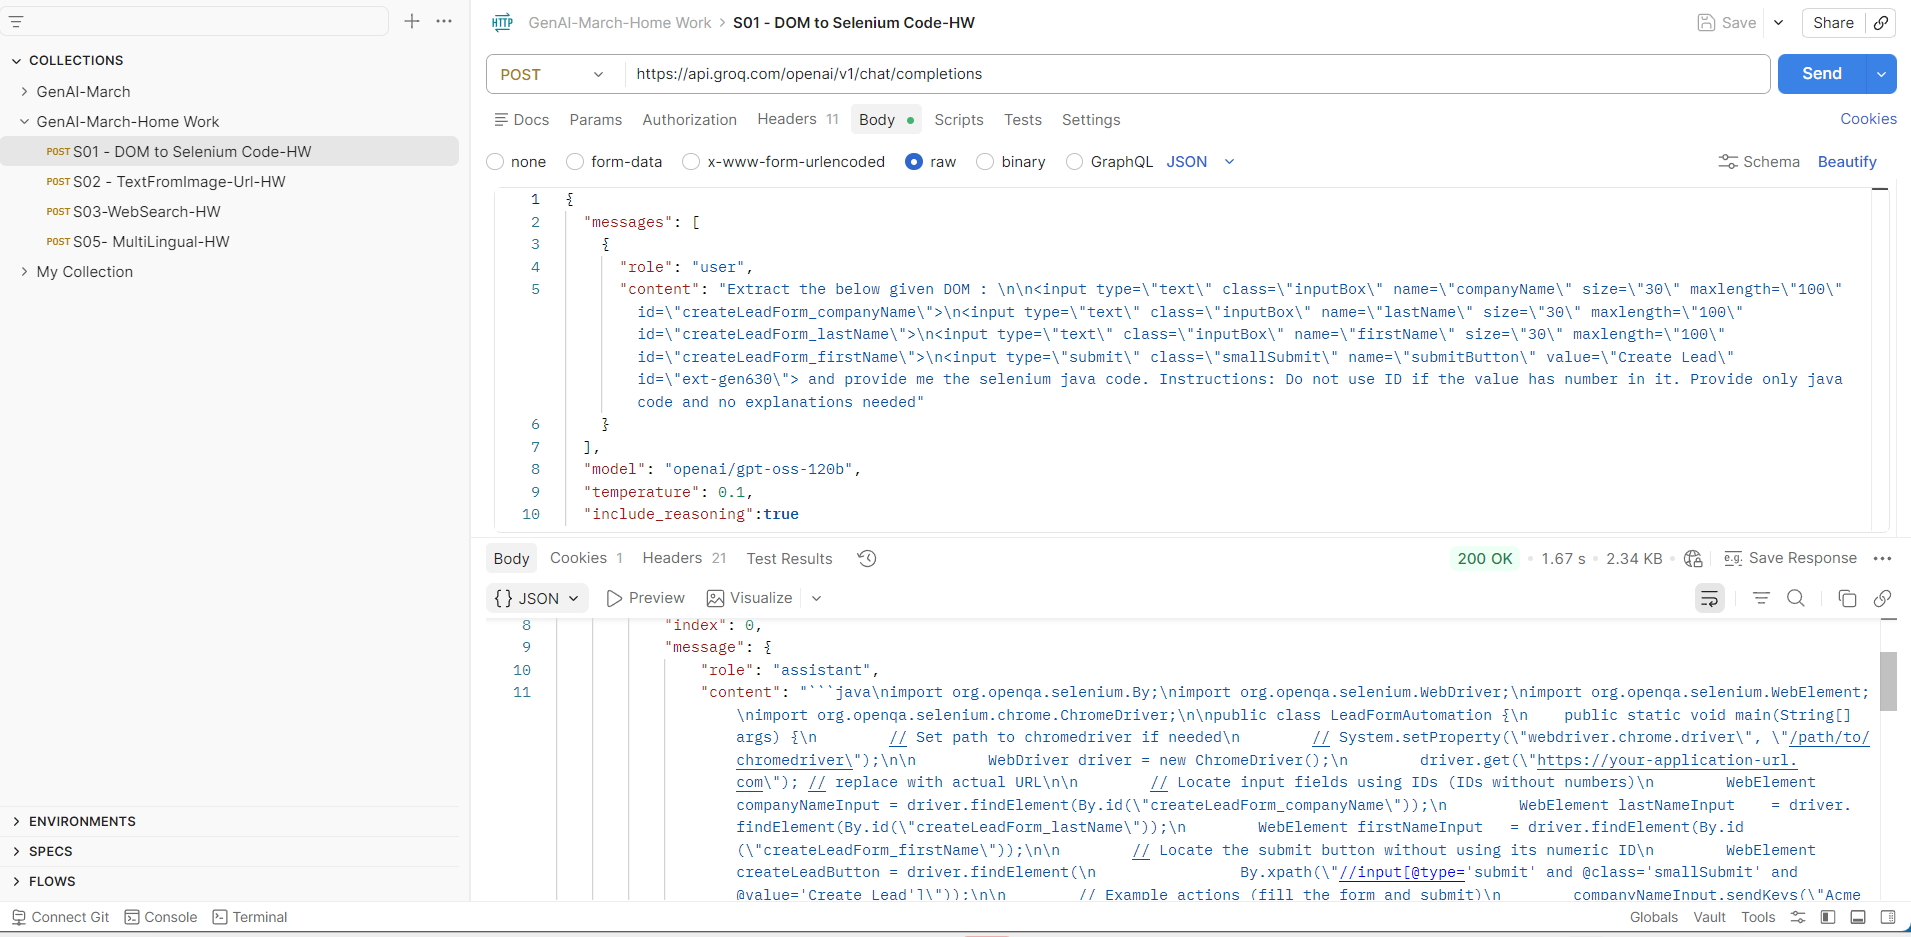 GenAI-March-Home Work > S01 - DOM to Selenium Code-HW
Save
Share
COLLECTIONS
GenAI-March
GenAI-March-Home Work
POST S01 - DOM to Selenium Code-HW
POST S02 - TextFromImage-Url-HW
POST S03-WebSearch-HW
POST S05- MultiLingual-HW
My Collection
ENVIRONMENTS
SPECS
FLOWS
HTTP
POST
https://api.groq.com/openai/v1/chat/completions
Send
Docs Params Authorization Headers 11 Body Scripts Tests Settings
Cookies
none form-data x-www-form-urlencoded raw binary GraphQL JSON
Schema Beautify
1 {
2 "messages": [
3 {
4 "role": "user",
5 "content": "Extract the below given DOM : \n\n<input type=\"text\" class=\"inputBox\" name=\"companyName\" size=\"30\" maxlength=\"100\"
id=\"createLeadForm_companyName\">\n<input type=\"text\" class=\"inputBox\" name=\"lastName\" size=\"30\" maxlength=\"100\"
id=\"createLeadForm_lastName\">\n<input type=\"text\" class=\"inputBox\" name=\"firstName\" size=\"30\" maxlength=\"100\"
id=\"createLeadForm_firstName\">\n<input type=\"submit\" class=\"smallSubmit\" name=\"submitButton\" value=\"Create Lead\"
id=\"ext-gen630\"> and provide me the selenium java code. Instructions: Do not use ID if the value has number in it. Provide only java
code and no explanations needed"
6 }
7 ],
8 "model": "openai/gpt-oss-120b",
9 "temperature": 0.1,
10 "include_reasoning":true
Body Cookies 1 Headers 21 Test Results
200 OK • 1.67 s • 2.34 KB • e.g. Save Response
{} JSON Preview Visualize
8 "index": 0,
9 "message": {
10 "role": "assistant",
11 "content": "```java\nimport org.openqa.selenium.By;\nimport org.openqa.selenium.WebDriver;\nimport org.openqa.selenium.WebElement;
\nimport org.openqa.selenium.chrome.ChromeDriver;\n\npublic class LeadFormAutomation {\n    public static void main(String[]
args) {\n        // Set path to chromedriver if needed\n        // System.setProperty(\"webdriver.chrome.driver\", \"/path/to/
chromedriver\");\n\n        WebDriver driver = new ChromeDriver();\n        driver.get(\"https://your-application-url.
com\"); // replace with actual URL\n\n        // Locate input fields using IDs (IDs without numbers)\n        WebElement
companyNameInput = driver.findElement(By.id(\"createLeadForm_companyName\"));\n        WebElement lastNameInput    = driver.
findElement(By.id(\"createLeadForm_lastName\"));\n        WebElement firstNameInput   = driver.findElement(By.id
(\"createLeadForm_firstName\"));\n\n        // Locate the submit button without using its numeric ID\n        WebElement
createLeadButton = driver.findElement(\n                By.xpath(\"//input[@type='submit' and @class='smallSubmit' and
@value='Create Lead']\"));\n\n        // Example actions (fill the form and submit)\n        companyNameInput.sendKeys(\"Acme
Connect Git Console Terminal
Globals Vault Tools